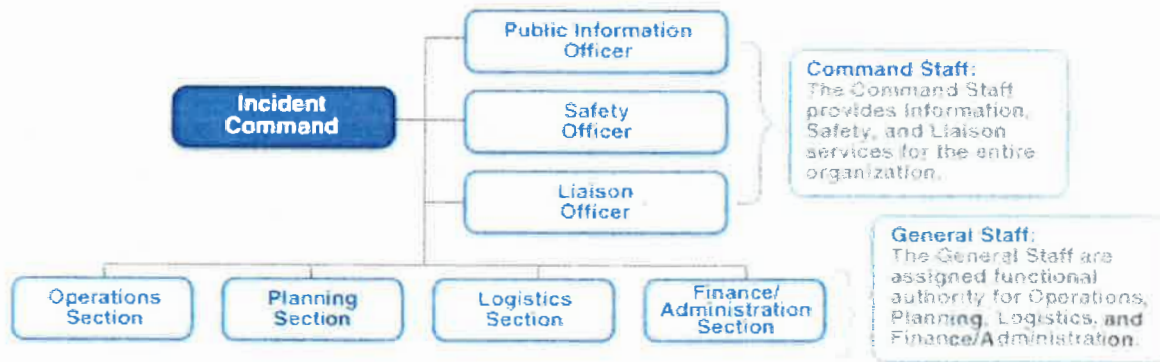 Public Information
Officer
Incident
Command
Safety
Officer
Liaison
Officer
Command Staff:
The Command Staff
provides Information,
Safety, and Liaison
services for the entire
organization.
Operations
Section
Planning
Section
Logistics
Section
Finance/
Administration
Section
General Staff:
The General Staff are
assigned functional
authority for Operations,
Planning, Logistics, and
Finance/Administration.